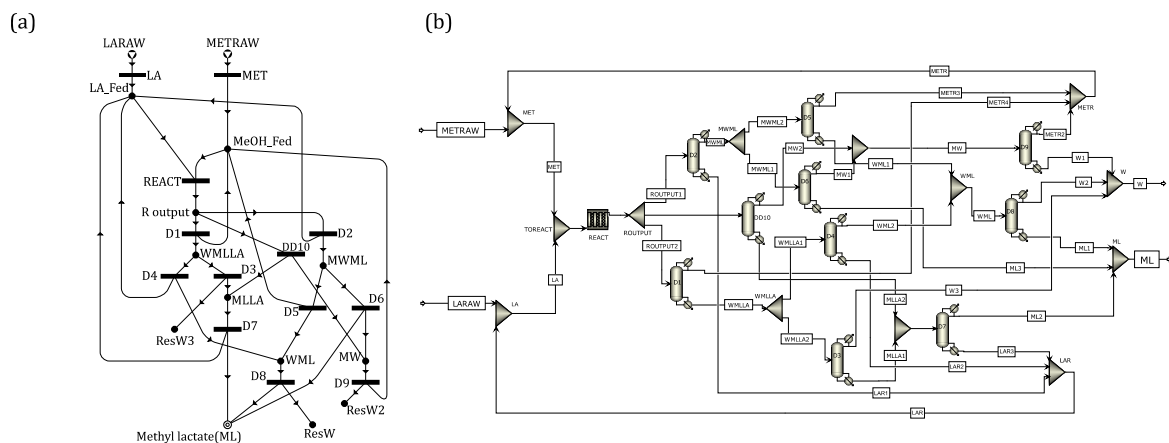 (a)
LARAW
METRAW
LA
MET
LA_Fed
MeOH_Fed
REACT
R output
D1
D2
WMLLA
DD10
D4
D3
MWML
MLLA
D5
D6
D7
ResW3
WML
MW
D8
D9
ResW2
Methyl lactate(ML)
ResW
(b)
METR
METR3
METR4
METR
METRAW
MET
MET
MWML2
D5
METR2
D9
MWML
D2
MWML
MW2
MW
W1
WML1
MWML1
MW1
D6
WML
W2
W
W
ROUTPUT1
DD10
WML2
WML
D8
TOREACT
REACT
ROUTPUT
D4
WMLLA1
ML1
ML
ML
ROUTPUT2
LA
D1
ML3
W3
LARAW
LA
WMLLA
WMLLA
MLLA2
ML2
D7
WMLLA2
D3
MLLA1
LAR3
LAR
LAR2
LAR1
LAR